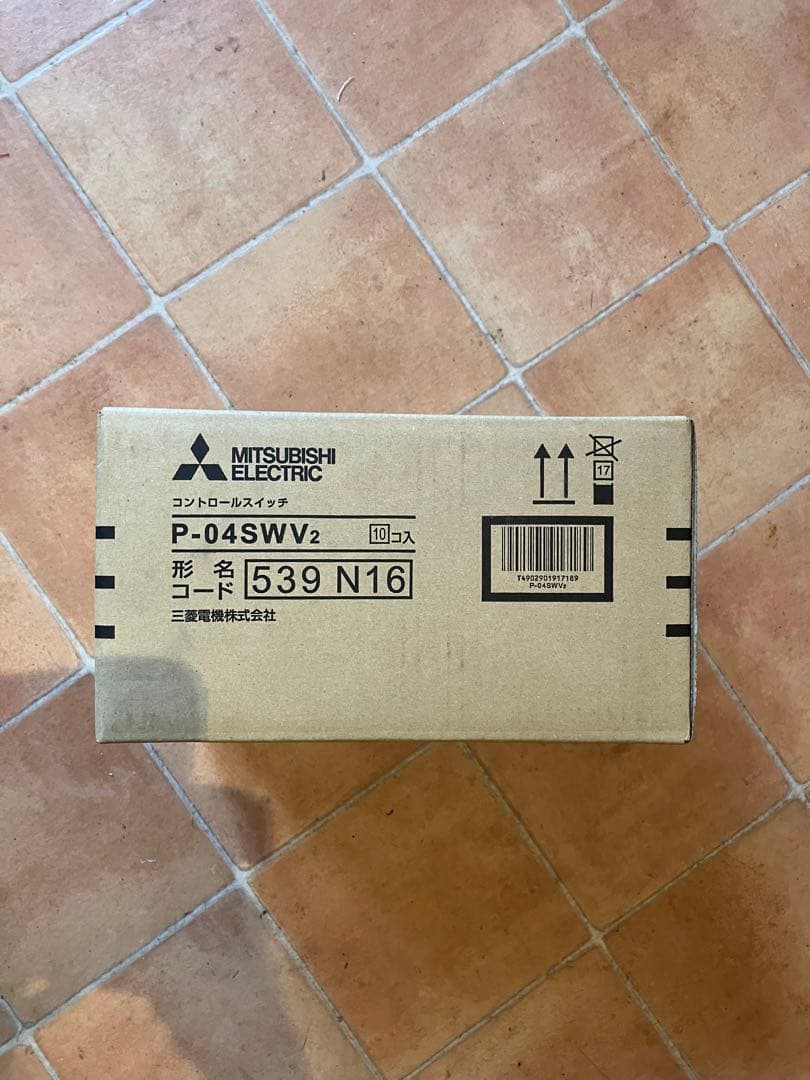 MITSUBISHI
ELECTRIC
コントロールスイッチ
P-04SWV₂ 10コ入
形名
コード 539 N16
三菱電機株式会社
17
T4902901917189
P-04SWV₂